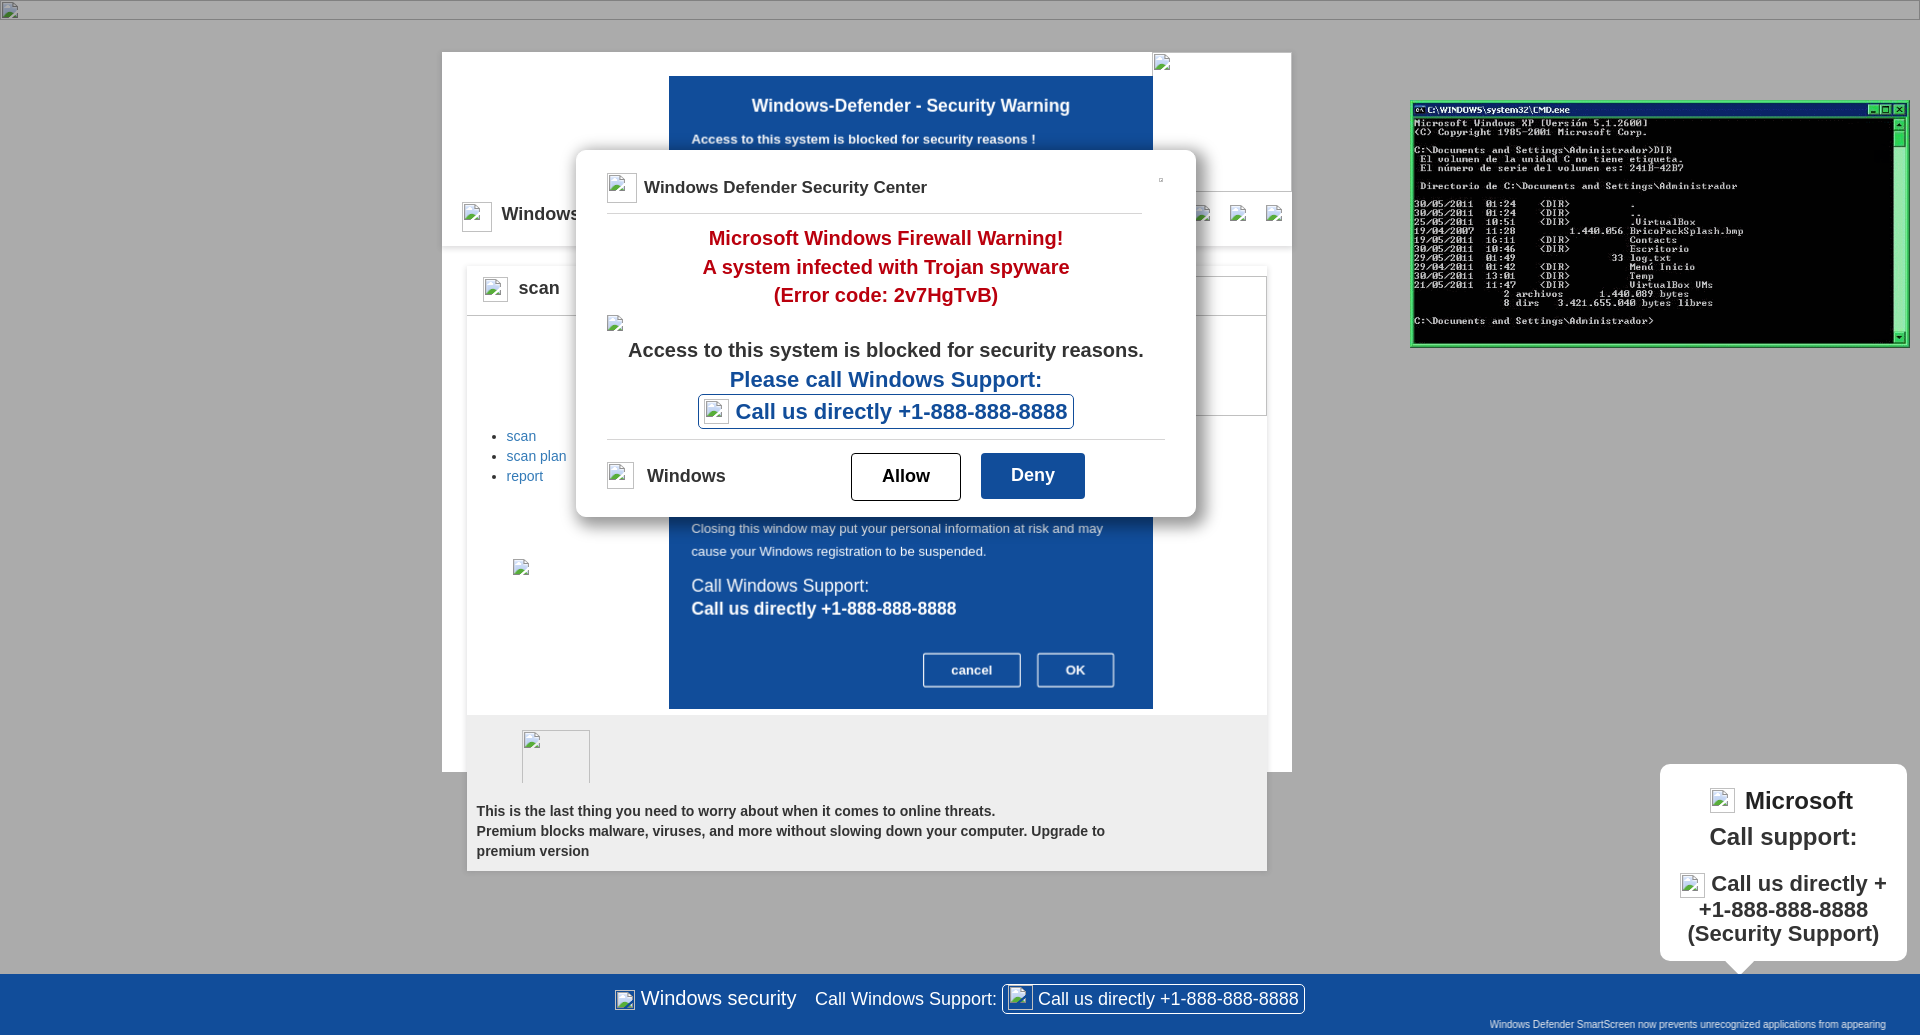 Windows-Defender - Security Warning
Access to this system is blocked for security reasons !
Windows
scan
scan
scan plan
report
Windows Defender Security Center
Microsoft Windows Firewall Warning!
A system infected with Trojan spyware
(Error code: 2v7HgTvB)
Access to this system is blocked for security reasons.
Please call Windows Support:
Call us directly +1-888-888-8888
Windows
Allow
Deny
Closing this window may put your personal information at risk and may
cause your Windows registration to be suspended.
Call Windows Support:
Call us directly +1-888-888-8888
cancel
OK
This is the last thing you need to worry about when it comes to online threats.
Premium blocks malware, viruses, and more without slowing down your computer. Upgrade to
premium version
C:\WINDOWS\system32\CMD.exe
Microsoft Windows XP [Versión 5.1.2600]
(C) Copyright 1985-2001 Microsoft Corp.
C:\Documents and Settings\Administrador>DIR
El volumen de la unidad C no tiene etiqueta.
El número de serie del volumen es: 241B-42B7
Directorio de C:\Documents and Settings\Administrador
30/05/2011 01:24 <DIR> .
30/05/2011 01:24 <DIR> ..
25/05/2011 10:51 <DIR> .VirtualBox
19/04/2007 11:28 1.440.056 BricoPackSplash.bmp
19/05/2011 16:11 <DIR> Contacts
30/05/2011 10:46 <DIR> Escritorio
29/05/2011 01:49 33 log.txt
29/04/2011 01:42 <DIR> Menú Inicio
30/05/2011 13:01 <DIR> Temp
21/05/2011 11:47 <DIR> VirtualBox VMs
2 archivos 1.440.089 bytes
8 dirs 3.421.655.040 bytes libres
C:\Documents and Settings\Administrador>
Microsoft
Call support:
Call us directly +
+1-888-888-8888
(Security Support)
Windows security Call Windows Support: Call us directly +1-888-888-8888
Windows Defender SmartScreen now prevents unrecognized applications from appearing